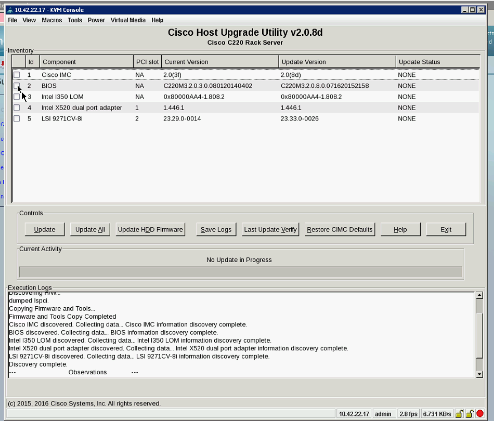 10.42.22.17 - KVM Console
File View Macros Tools Power Virtual Media Help
Cisco Host Upgrade Utility v2.0.8d
Cisco C220 Rack Server
Inventory
Id Component PCI slot Current Version Update Version Update Status
1 Cisco IMC NA 2.0(3f) 2.0(8d) NONE
2 BIOS NA C220M3.2.0.3.0.080120140402 C220M3.2.0.8.0.071620152158 NONE
3 Intel I350 LOM NA 0x80000AA4-1.808.2 0x80000AA4-1.808.2 NONE
4 Intel X520 dual port adapter 1 1.446.1 1.446.1 NONE
5 LSI 9271CV-8i 2 23.29.0-0014 23.33.0-0026 NONE
Controls
Update Update All Update HDD Firmware Save Logs Last Update Verify Restore CIMC Defaults Help Exit
Current Activity
No Update in Progress
Execution Logs
dumped lspci
Copying Firmware and Tools...
Firmware and Tools Copy Completed
Cisco IMC discovered. Collecting data... Cisco IMC information discovery complete.
BIOS discovered. Collecting data... BIOS information discovery complete.
Intel I350 LOM discovered. Collecting data... Intel I350 LOM information discovery complete.
Intel X520 dual port adapter discovered. Collecting data... Intel X520 dual port adapter information discovery complete.
LSI 9271CV-8i discovered. Collecting data... LSI 9271CV-8i information discovery complete.
Discovery complete.
--- Observations ---
(c) 2015, 2016 Cisco Systems, Inc. All rights reserved.
10.42.22.17 admin 2.8 fps 6.731 KB/s